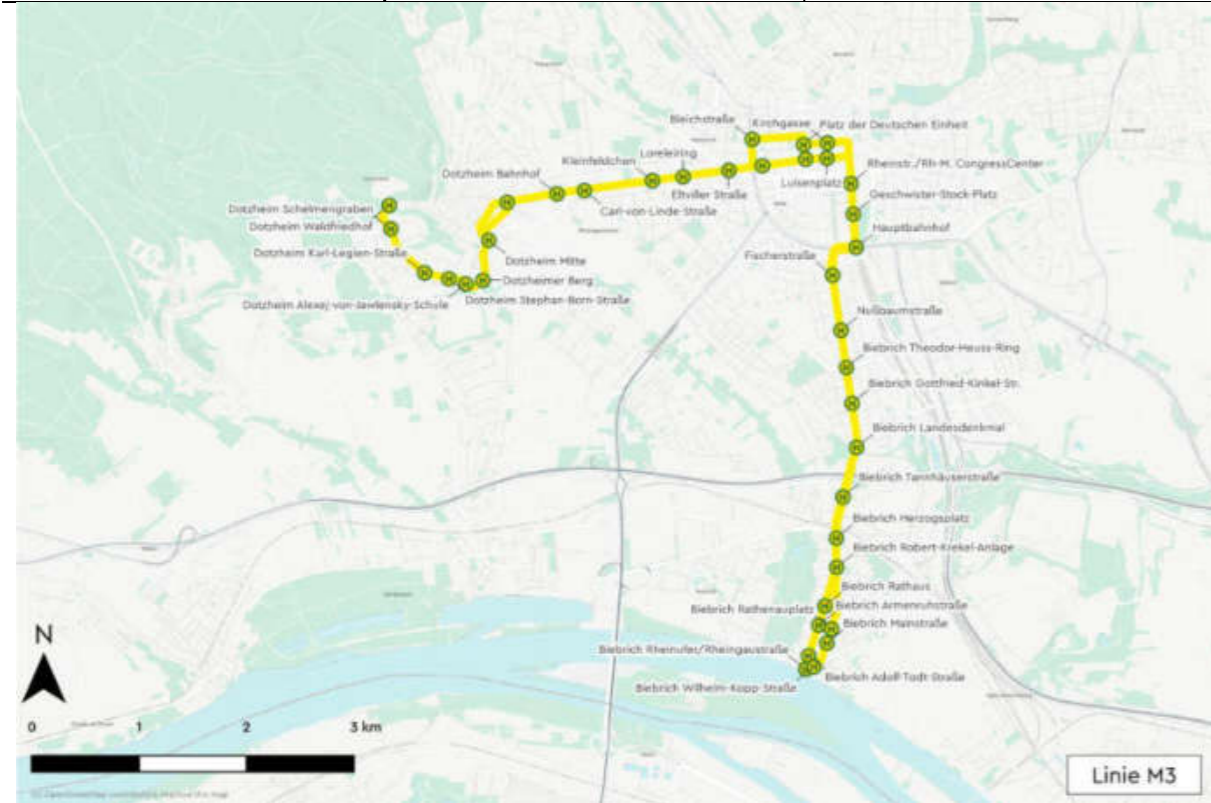 Bleichstraße
Kirchgasse
Platz der Deutschen Einheit
Loreleiring
Kleinfeldchen
Rheinstr./Rh-M. CongressCenter
Dotzheim Bahnhof
Eltviller Straße
Luisenplatz
Geschwister-Stock-Platz
Carl-von-Linde-Straße
Dotzheim Schelmengraben
Dotzheim Waldfriedhof
Hauptbahnhof
Dotzheim Karl-Legien-Straße
Dotzheim Mitte
Fischerstraße
Dotzheimer Berg
Dotzheim Alexej-von-Jawlensky-Schule
Dotzheim Stephan-Born-Straße
Nußbaumstraße
Biebrich Theodor-Heuss-Ring
Biebrich Gottfried-Kinkel-Str.
Biebrich Landesdenkmal
Biebrich Tannhäuserstraße
Biebrich Herzogsplatz
Biebrich Robert-Krekel-Anlage
Biebrich Rathaus
Biebrich Rathenauplatz
Biebrich Armenruhstraße
Biebrich Mainstraße
Biebrich Rheinufer/Rheingaustraße
Biebrich Adolf-Todt-Straße
Biebrich Wilhelm-Kopp-Straße
N
0 1 2 3 km
Linie M3